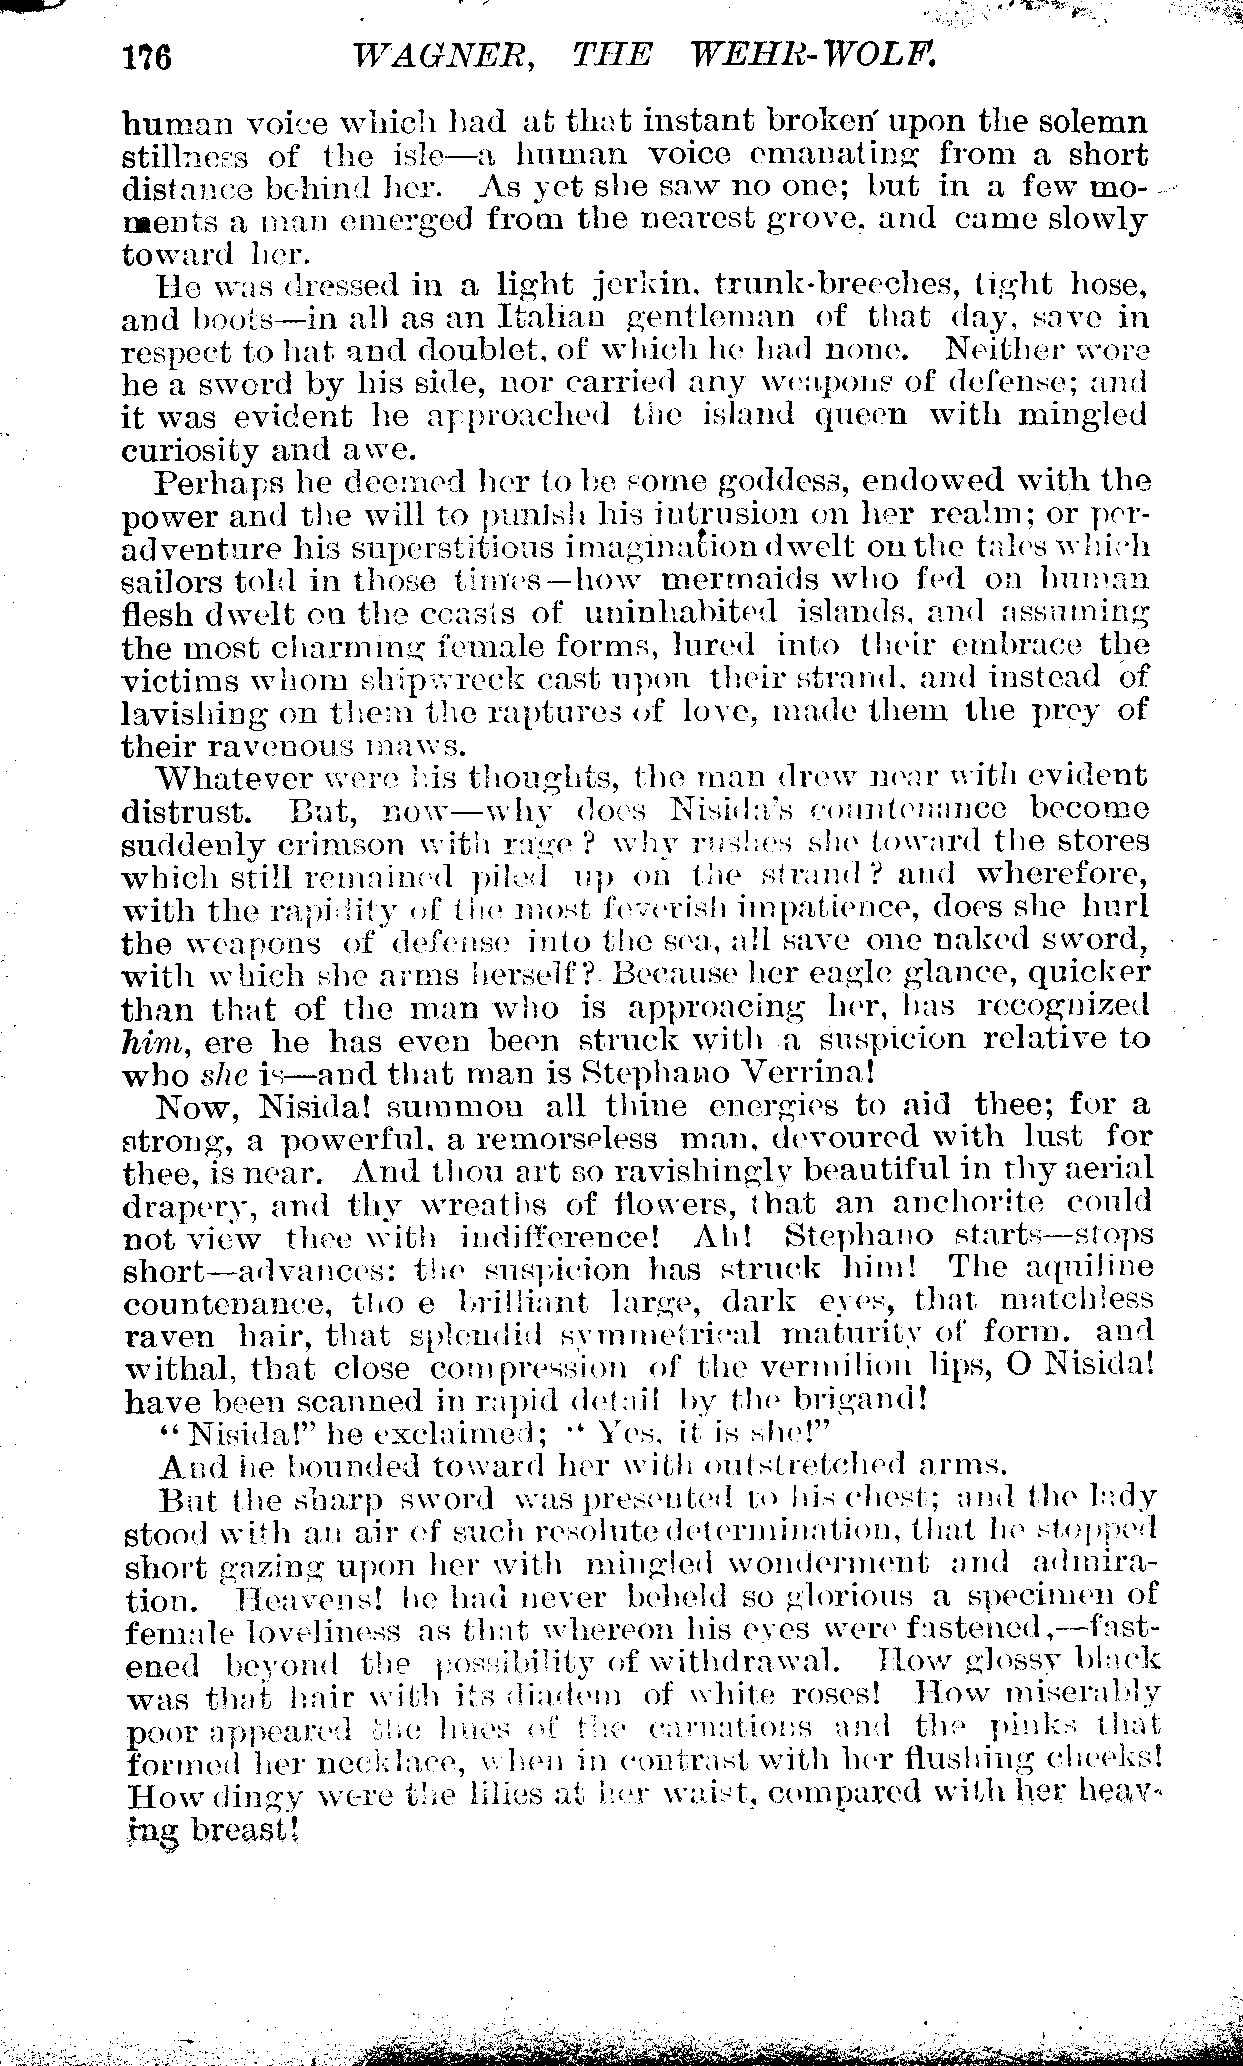 176 WAGNER, THE WEHR-WOLF.
human voice which had at that instant broken upon the solemn
stillness of the isle—a human voice emanating from a short
distance behind her. As yet she saw no one; but in a few mo-
ments a man emerged from the nearest grove, and came slowly
toward her.
He was dressed in a light jerkin, trunk-breeches, tight hose,
and boots—in all as an Italian gentleman of that day, save in
respect to hat and doublet, of which he had none. Neither wore
he a sword by his side, nor carried any weapons of defense; and
it was evident he approached the island queen with mingled
curiosity and awe.
Perhaps he deemed her to be some goddess, endowed with the
power and the will to punish his intrusion on her realm; or per-
adventure his superstitious imagination dwelt on the tales which
sailors told in those times—how mermaids who fed on human
flesh dwelt on the coasts of uninhabited islands, and assuming
the most charming female forms, lured into their embrace the
victims whom shipwreck cast upon their strand, and instead of
lavishing on them the raptures of love, made them the prey of
their ravenous maws.
Whatever were his thoughts, the man drew near with evident
distrust. But, now—why does Nisida's countenance become
suddenly crimson with rage? why rushes she toward the stores
which still remained piled up on the strand? and wherefore,
with the rapidity of the most feverish impatience, does she hurl
the weapons of defense into the sea, all save one naked sword,
with which she arms herself? Because her eagle glance, quicker
than that of the man who is approacing her, has recognized
him, ere he has even been struck with a suspicion relative to
who she is—and that man is Stephano Verrina!
Now, Nisida! summon all thine energies to aid thee; for a
strong, a powerful, a remorseless man, devoured with lust for
thee, is near. And thou art so ravishingly beautiful in thy aerial
drapery, and thy wreaths of flowers, that an anchorite could
not view thee with indifference! Ah! Stephano starts—stops
short—advances: the suspicion has struck him! The aquiline
countenance, tho e brilliant large, dark eyes, that matchless
raven hair, that splendid symmetrical maturity of form, and
withal, that close compression of the vermilion lips, O Nisida!
have been scanned in rapid detail by the brigand!
"Nisida!" he exclaimed; "Yes, it is she!"
And he bounded toward her with outstretched arms.
But the sharp sword was presented to his chest; and the lady
stood with an air of such resolute determination, that he stopped
short gazing upon her with mingled wonderment and admira-
tion. Heavens! he had never beheld so glorious a specimen of
female loveliness as that whereon his eyes were fastened,—fast-
ened beyond the possibility of withdrawal. How glossy black
was that hair with its diadem of white roses! How miserably
poor appeared the hues of the carnations and the pinks that
formed her necklace, when in contrast with her flushing cheeks!
How dingy were the lilies at her waist, compared with her heav-
ing breast!